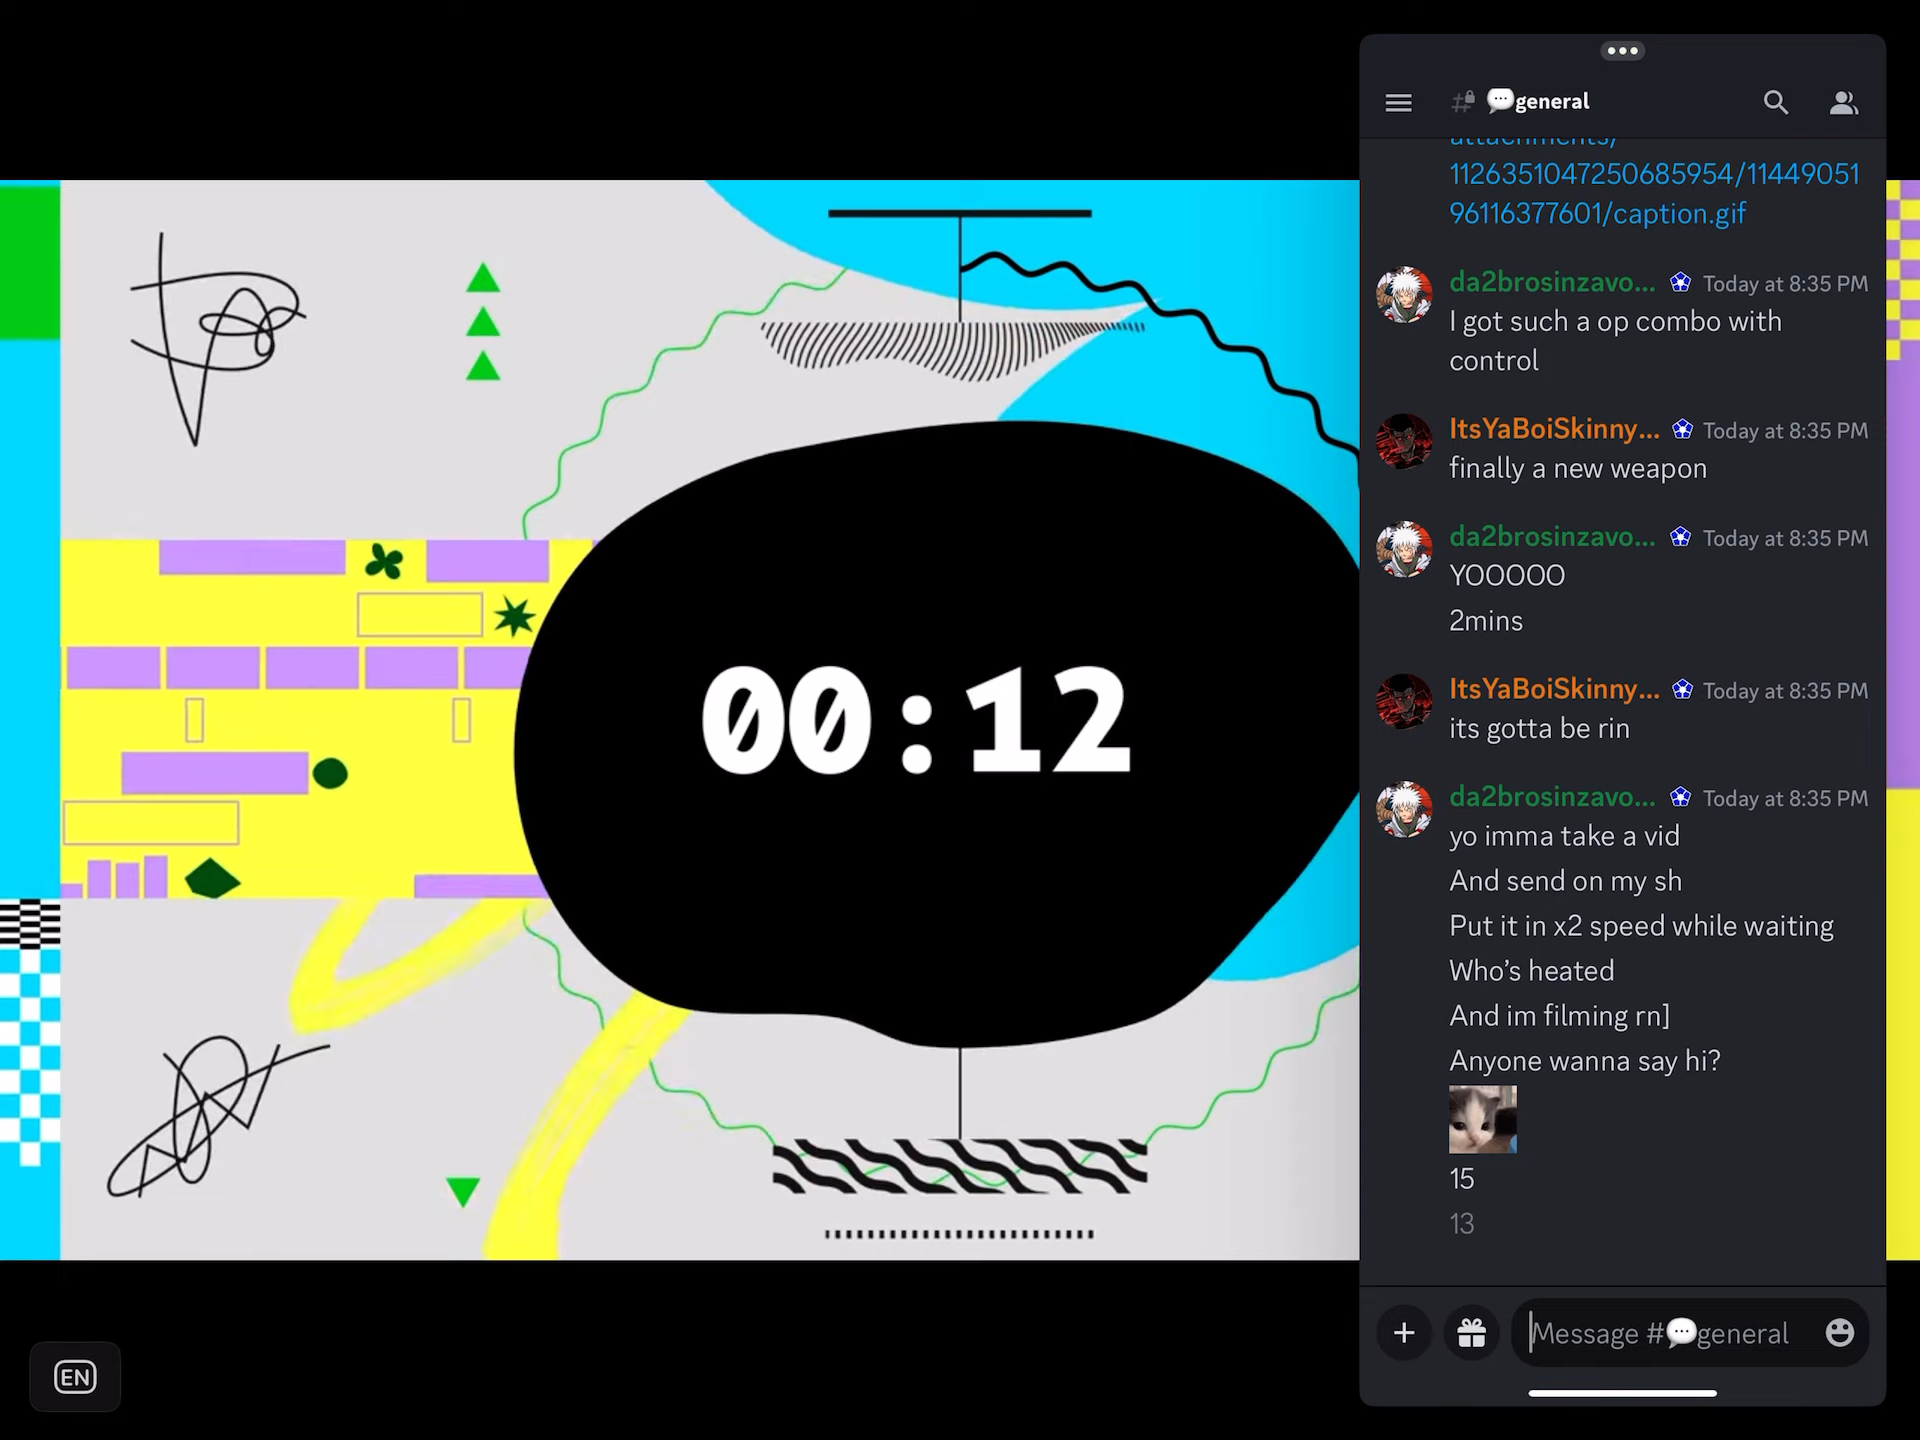 00:12
EN
#💬general
attachments/
1126351047250685954/11449051
96116377601/caption.gif
da2brosinzavo... Today at 8:35 PM
I got such a op combo with
control
ItsYaBoiSkinny... Today at 8:35 PM
finally a new weapon
da2brosinzavo... Today at 8:35 PM
YOOOOO
2mins
ItsYaBoiSkinny... Today at 8:35 PM
its gotta be rin
da2brosinzavo... Today at 8:35 PM
yo imma take a vid
And send on my sh
Put it in x2 speed while waiting
Who's heated
And im filming rn]
Anyone wanna say hi?
15
13
Message #💬general